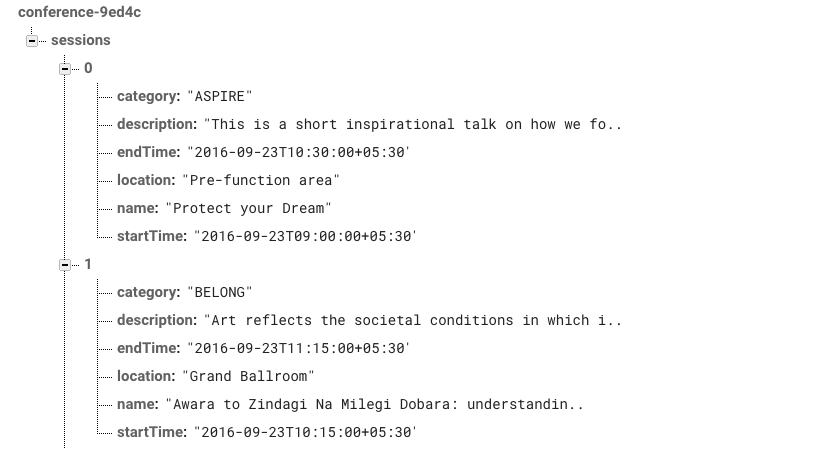 conference-9ed4c
sessions
0
category: "ASPIRE"
description: "This is a short inspirational talk on how we fo..
endTime: "2016-09-23T10:30:00+05:30'
location: "Pre-function area"
name: "Protect your Dream"
startTime: "2016-09-23T09:00:00+05:30'
1
category: "BELONG"
description: "Art reflects the societal conditions in which i..
endTime: "2016-09-23T11:15:00+05:30'
location: "Grand Ballroom"
name: "Awara to Zindagi Na Milegi Dobara: understandin..
startTime: "2016-09-23T10:15:00+05:30'